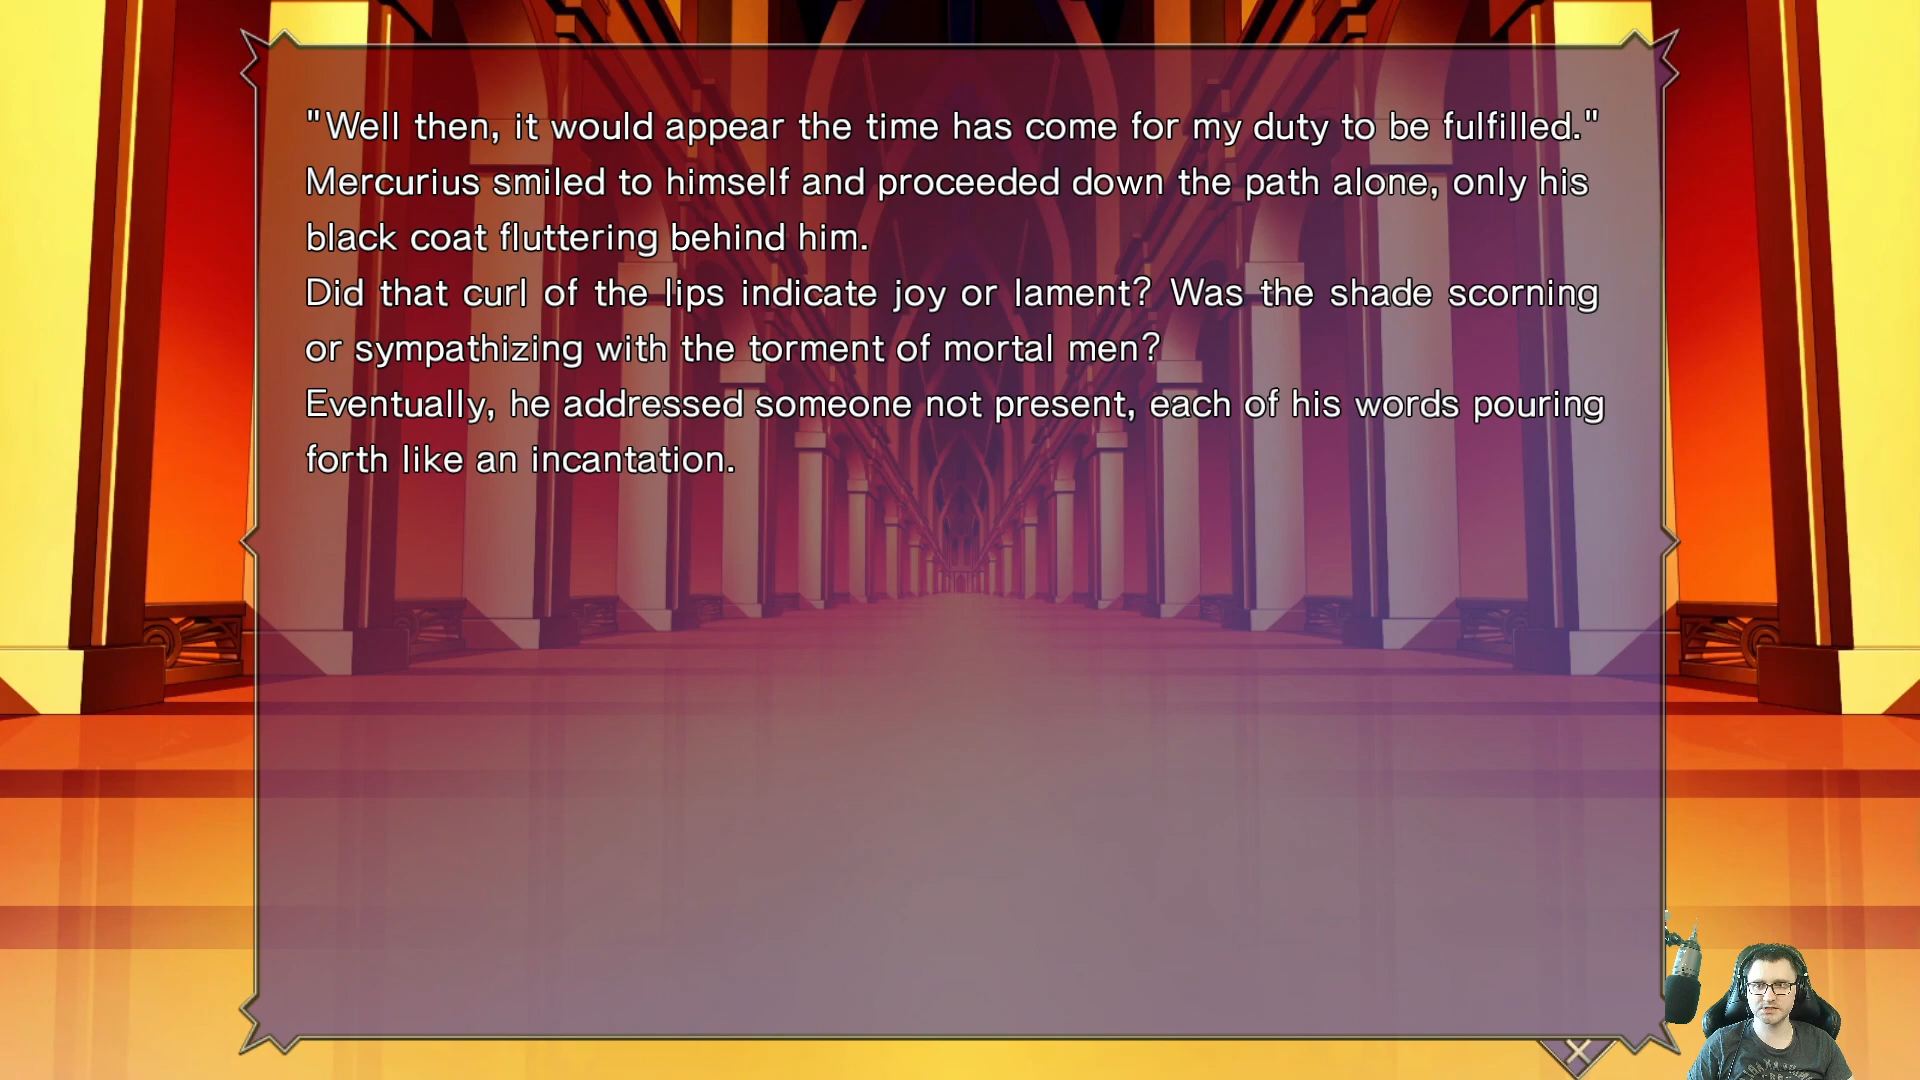 "Well then, it would appear the time has come for my duty to be fulfilled."
Mercurius smiled to himself and proceeded down the path alone, only his
black coat fluttering behind him.
Did that curl of the lips indicate joy or lament? Was the shade scorning
or sympathizing with the torment of mortal men?
Eventually, he addressed someone not present, each of his words pouring
forth like an incantation.